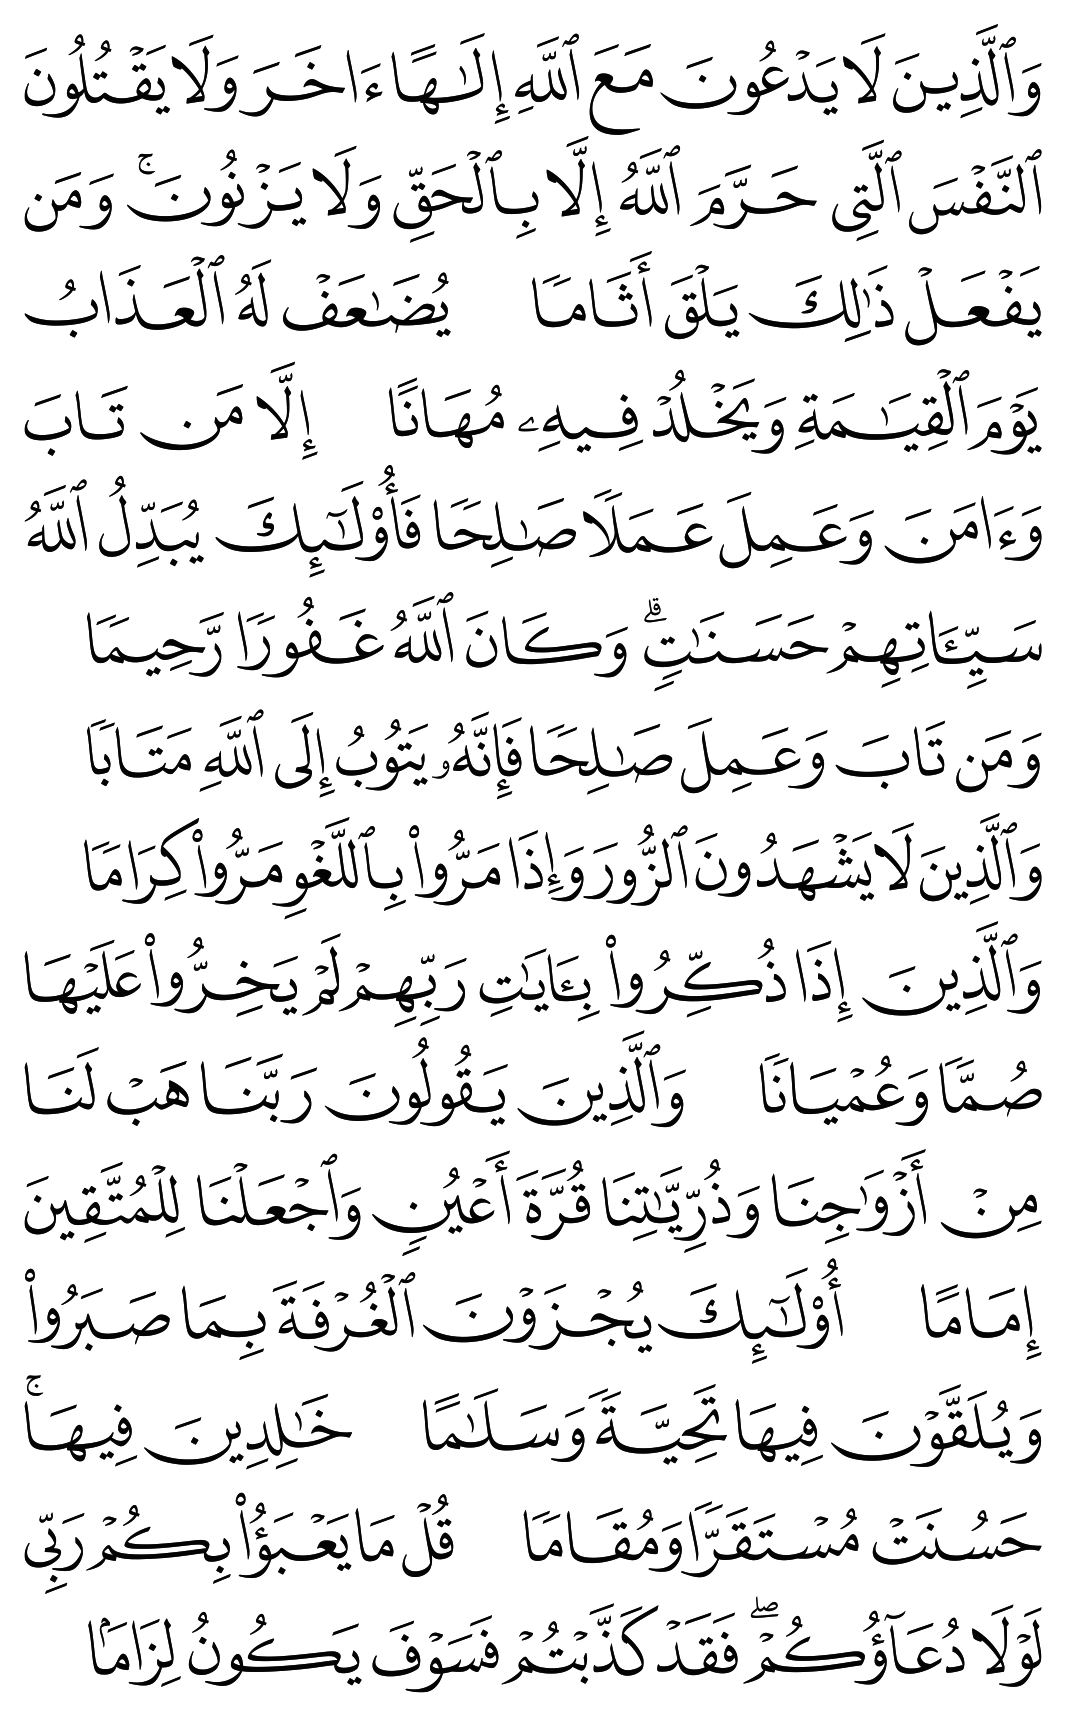 وَٱلَّذِينَ لَا يَدۡعُونَ مَعَ ٱللَّهِ إِلَٰهًا ءَاخَرَ وَلَا يَقۡتُلُونَ
ٱلنَّفۡسَ ٱلَّتِي حَرَّمَ ٱللَّهُ إِلَّا بِٱلۡحَقِّ وَلَا يَزۡنُونَۚ وَمَن
يَفۡعَلۡ ذَٰلِكَ يَلۡقَ أَثَامٗا يُضَٰعَفۡ لَهُ ٱلۡعَذَابُ
يَوۡمَ ٱلۡقِيَٰمَةِ وَيَخۡلُدۡ فِيهِۦ مُهَانًا إِلَّا مَن تَابَ
وَءَامَنَ وَعَمِلَ عَمَلٗا صَٰلِحٗا فَأُوْلَٰٓئِكَ يُبَدِّلُ ٱللَّهُ
سَيِّـَٔاتِهِمۡ حَسَنَٰتٖۗ وَكَانَ ٱللَّهُ غَفُورٗا رَّحِيمٗا
وَمَن تَابَ وَعَمِلَ صَٰلِحٗا فَإِنَّهُۥ يَتُوبُ إِلَى ٱللَّهِ مَتَابٗا
وَٱلَّذِينَ لَا يَشۡهَدُونَ ٱلزُّورَ وَإِذَا مَرُّواْ بِٱللَّغۡوِ مَرُّواْ كِرَامٗا
وَٱلَّذِينَ إِذَا ذُكِّرُواْ بِـَٔايَٰتِ رَبِّهِمۡ لَمۡ يَخِرُّواْ عَلَيۡهَا
صُمّٗا وَعُمۡيَانٗا وَٱلَّذِينَ يَقُولُونَ رَبَّنَا هَبۡ لَنَا
مِنۡ أَزۡوَٰجِنَا وَذُرِّيَّٰتِنَا قُرَّةَ أَعۡيُنٖ وَٱجۡعَلۡنَا لِلۡمُتَّقِينَ
إِمَامًا أُوْلَٰٓئِكَ يُجۡزَوۡنَ ٱلۡغُرۡفَةَ بِمَا صَبَرُواْ
وَيُلَقَّوۡنَ فِيهَا تَحِيَّةٗ وَسَلَٰمًا خَٰلِدِينَ فِيهَاۚ
حَسُنَتۡ مُسۡتَقَرّٗا وَمُقَامٗا قُلۡ مَا يَعۡبَؤُاْ بِكُمۡ رَبِّي
لَوۡلَا دُعَآؤُكُمۡۖ فَقَدۡ كَذَّبۡتُمۡ فَسَوۡفَ يَكُونُ لِزَامَۢا